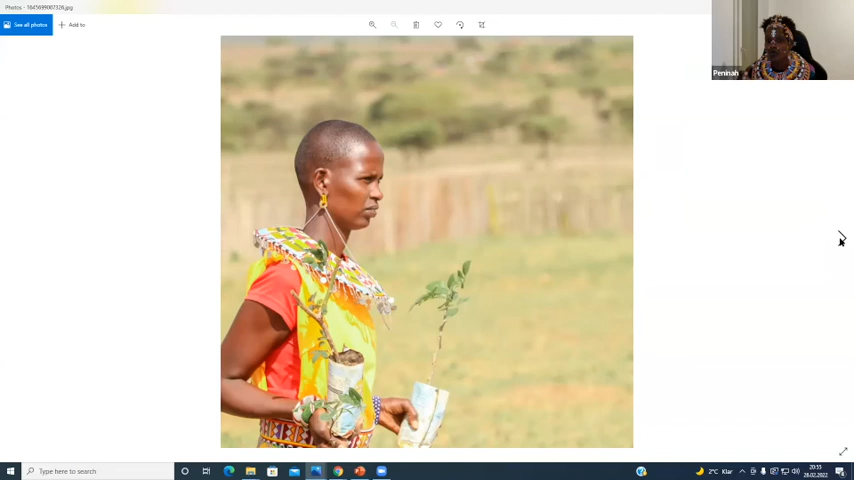 Photos - 1645699007326.jpg
See all photos
Add to
Peninah
Type here to search
2°C Klar
20:55
28.02.2022